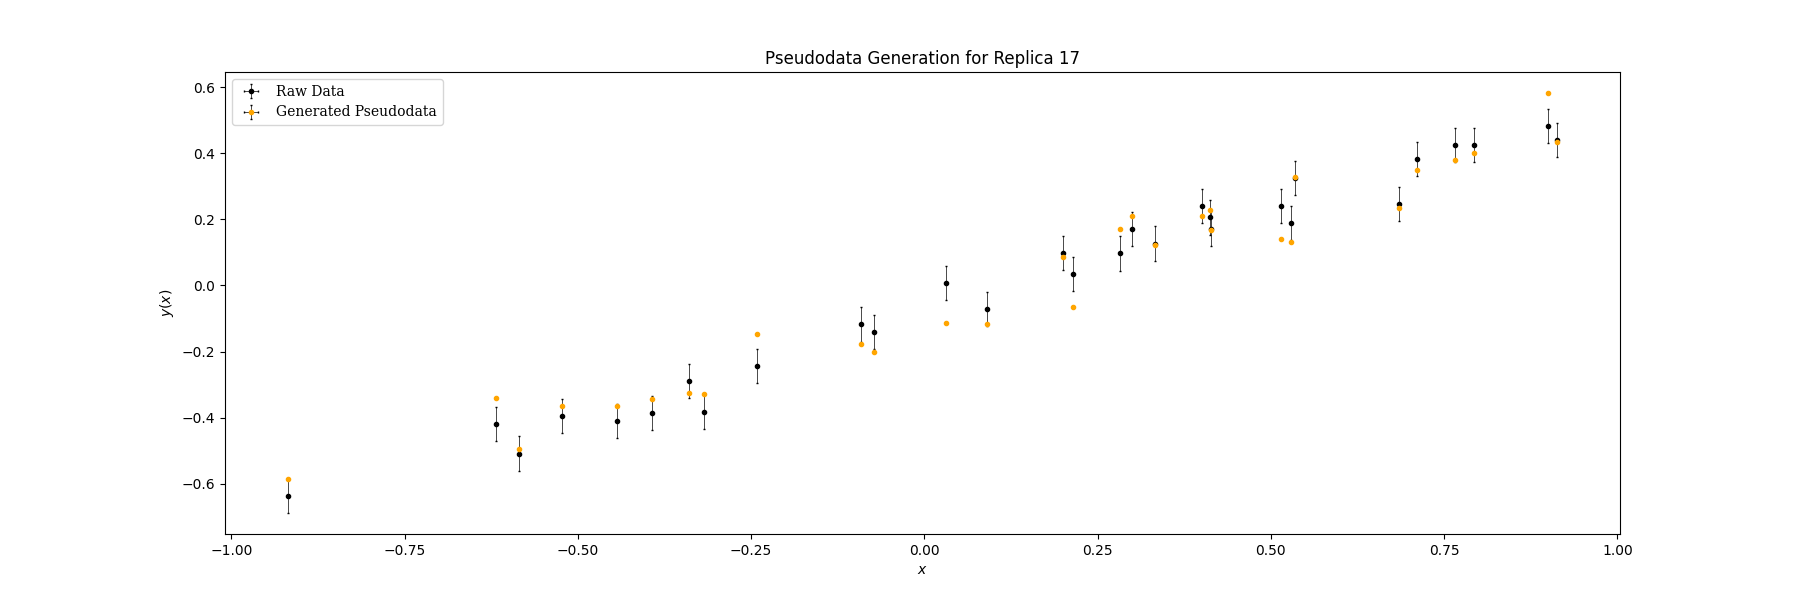 Pseudodata Generation for Replica 17
Raw Data
Generated Pseudodata
0.6
0.4
0.2
0.0
−0.2
−0.4
−0.6
y(x)
−1.00 −0.75 −0.50 −0.25 0.00 0.25 0.50 0.75 1.00
x